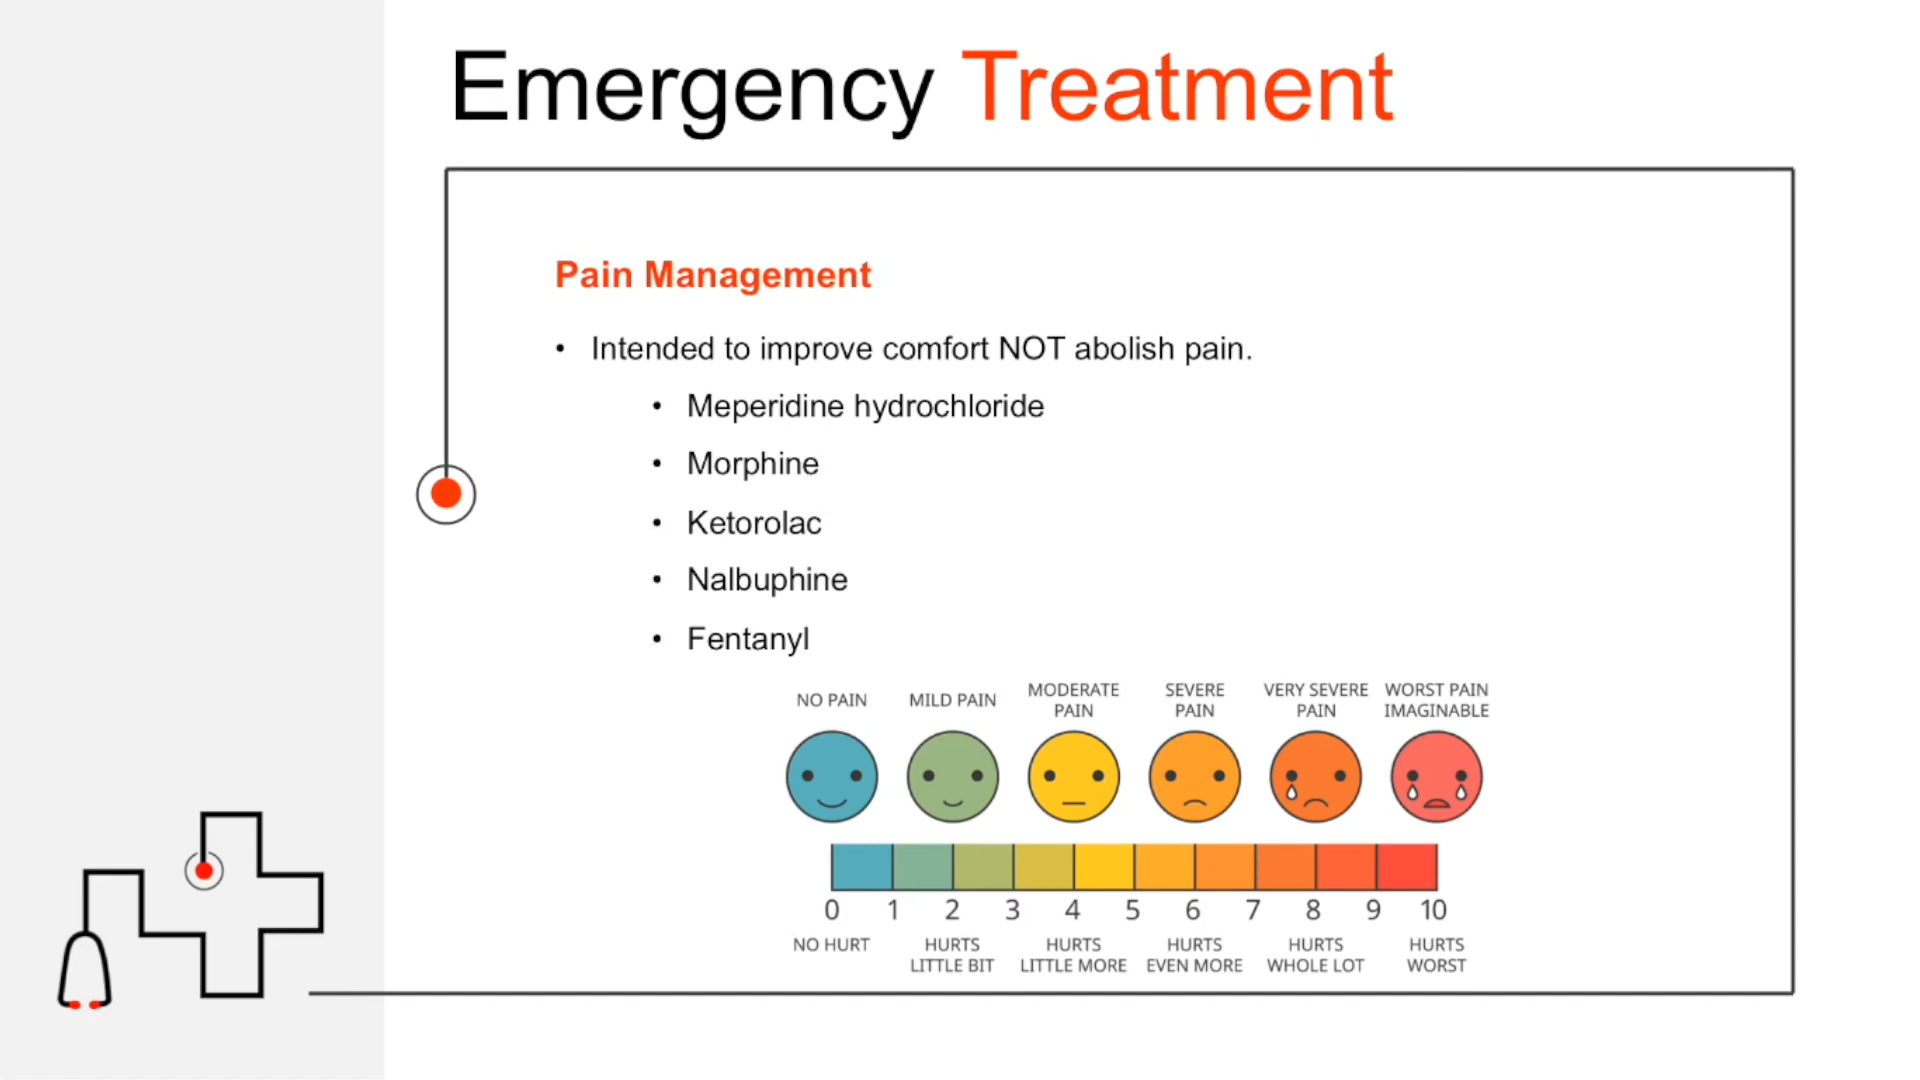 Emergency Treatment
Pain Management
• Intended to improve comfort NOT abolish pain.
• Meperidine hydrochloride
• Morphine
• Ketorolac
• Nalbuphine
• Fentanyl
NO PAIN
MILD PAIN
MODERATE
PAIN
SEVERE
PAIN
VERY SEVERE
PAIN
WORST PAIN
IMAGINABLE
0 1 2 3 4 5 6 7 8 9 10
NO HURT
HURTS
LITTLE BIT
HURTS
LITTLE MORE
HURTS
EVEN MORE
HURTS
WHOLE LOT
HURTS
WORST